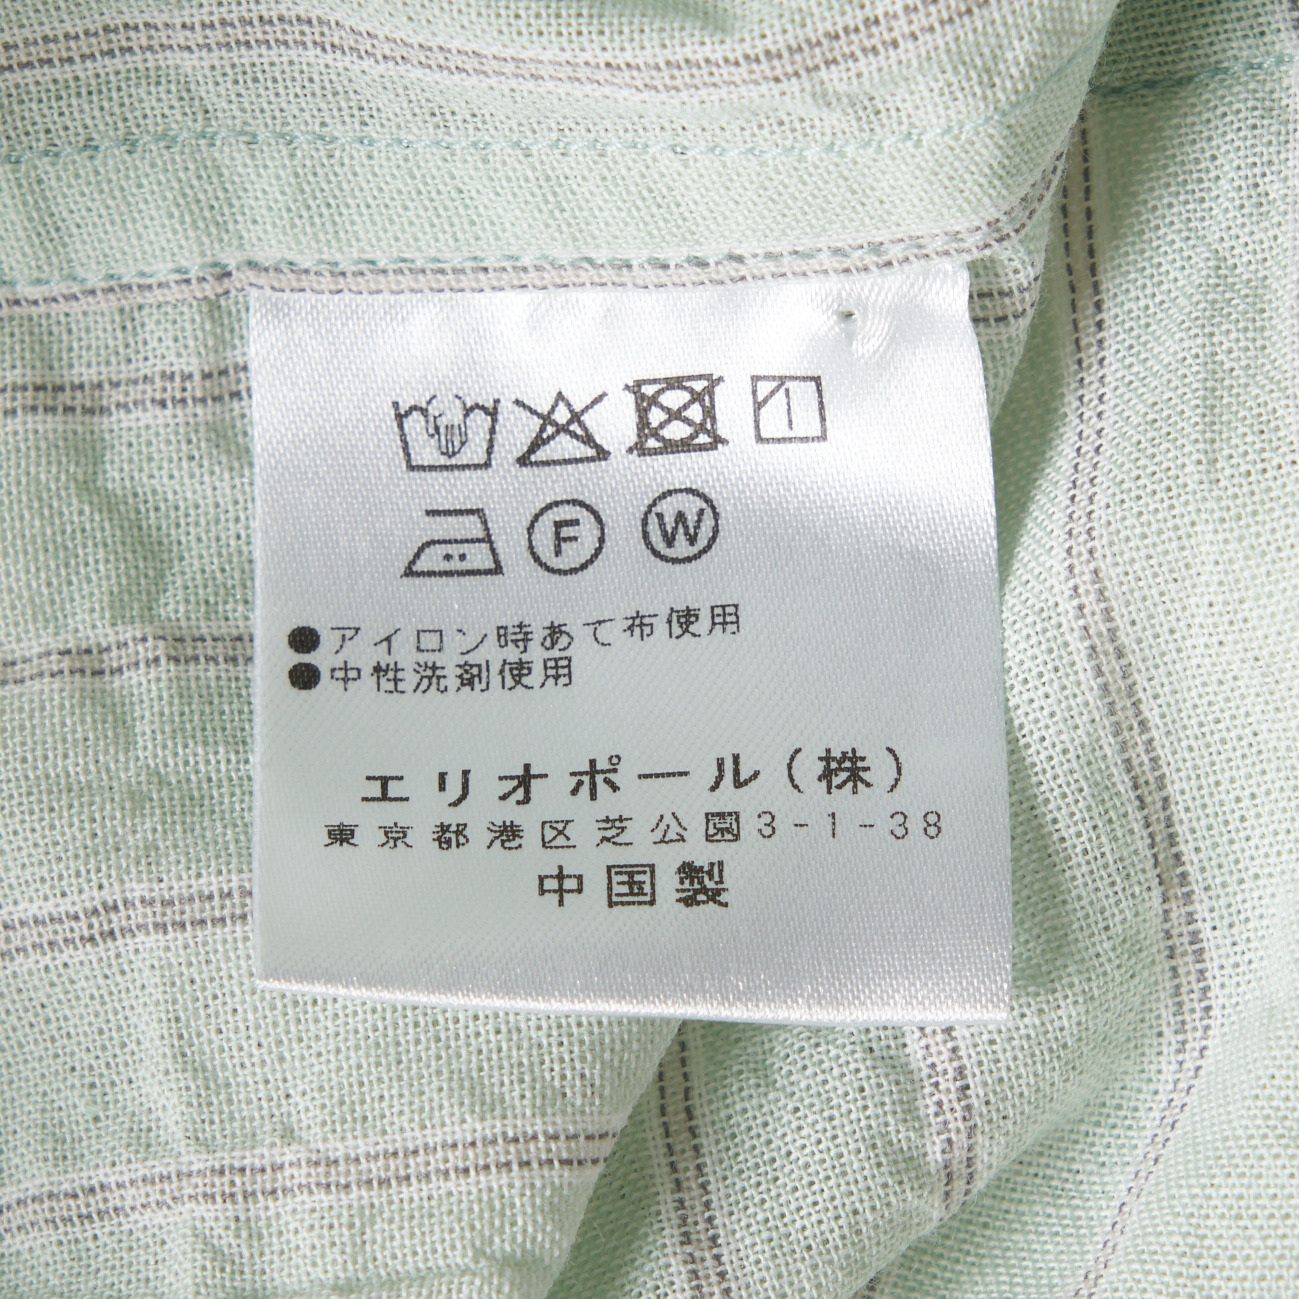 F W
●アイロン時あて布使用
●中性洗剤使用
エリオポール(株)
東京都港区芝公園3-1-38
中国製